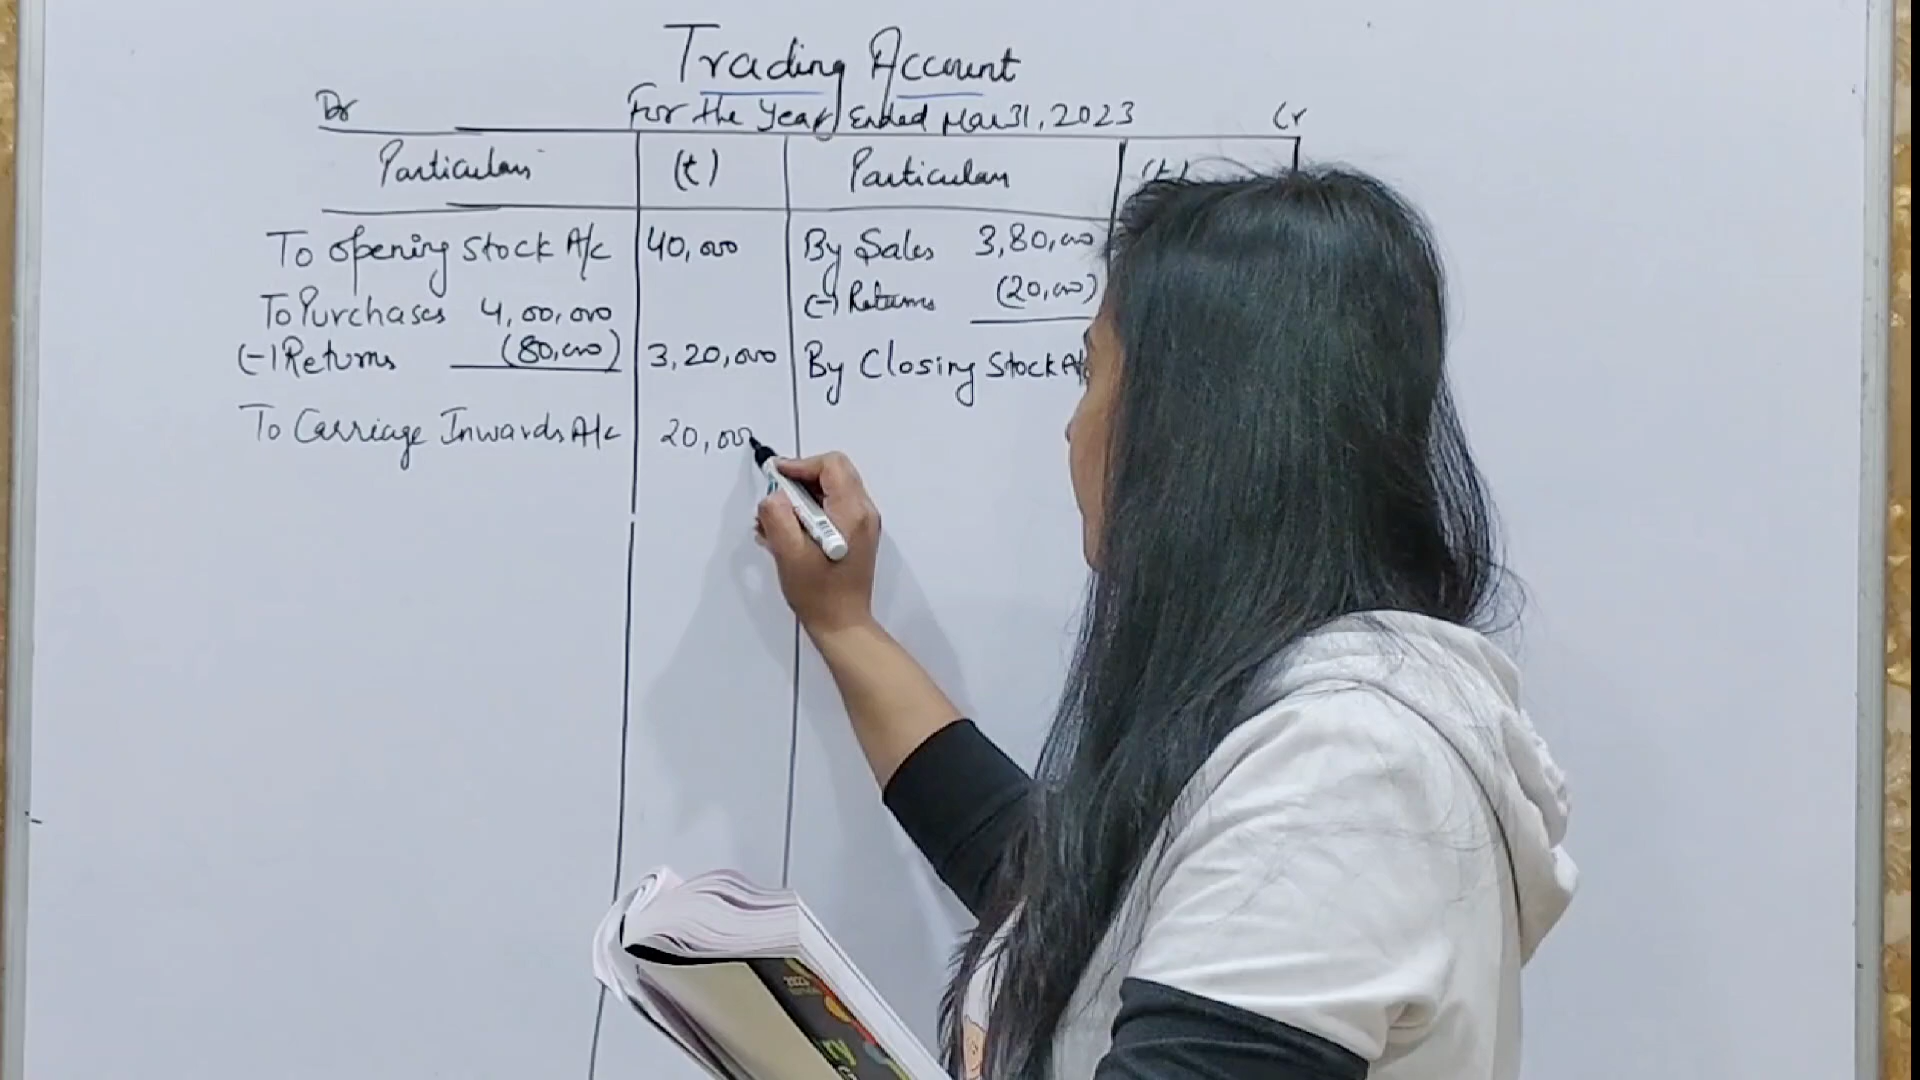 Trading Account
Dr For the Year Ended Mar 31, 2023 Cr
Particulars (₹) Particulars (₹)
To Opening Stock A/c 40,000 By Sales 3,80,000
(-) Returns (20,000)
To Purchases 4,00,000
(-) Returns (80,000) 3,20,000 By Closing Stock A/c
To Carriage Inwards A/c 20,000
2023